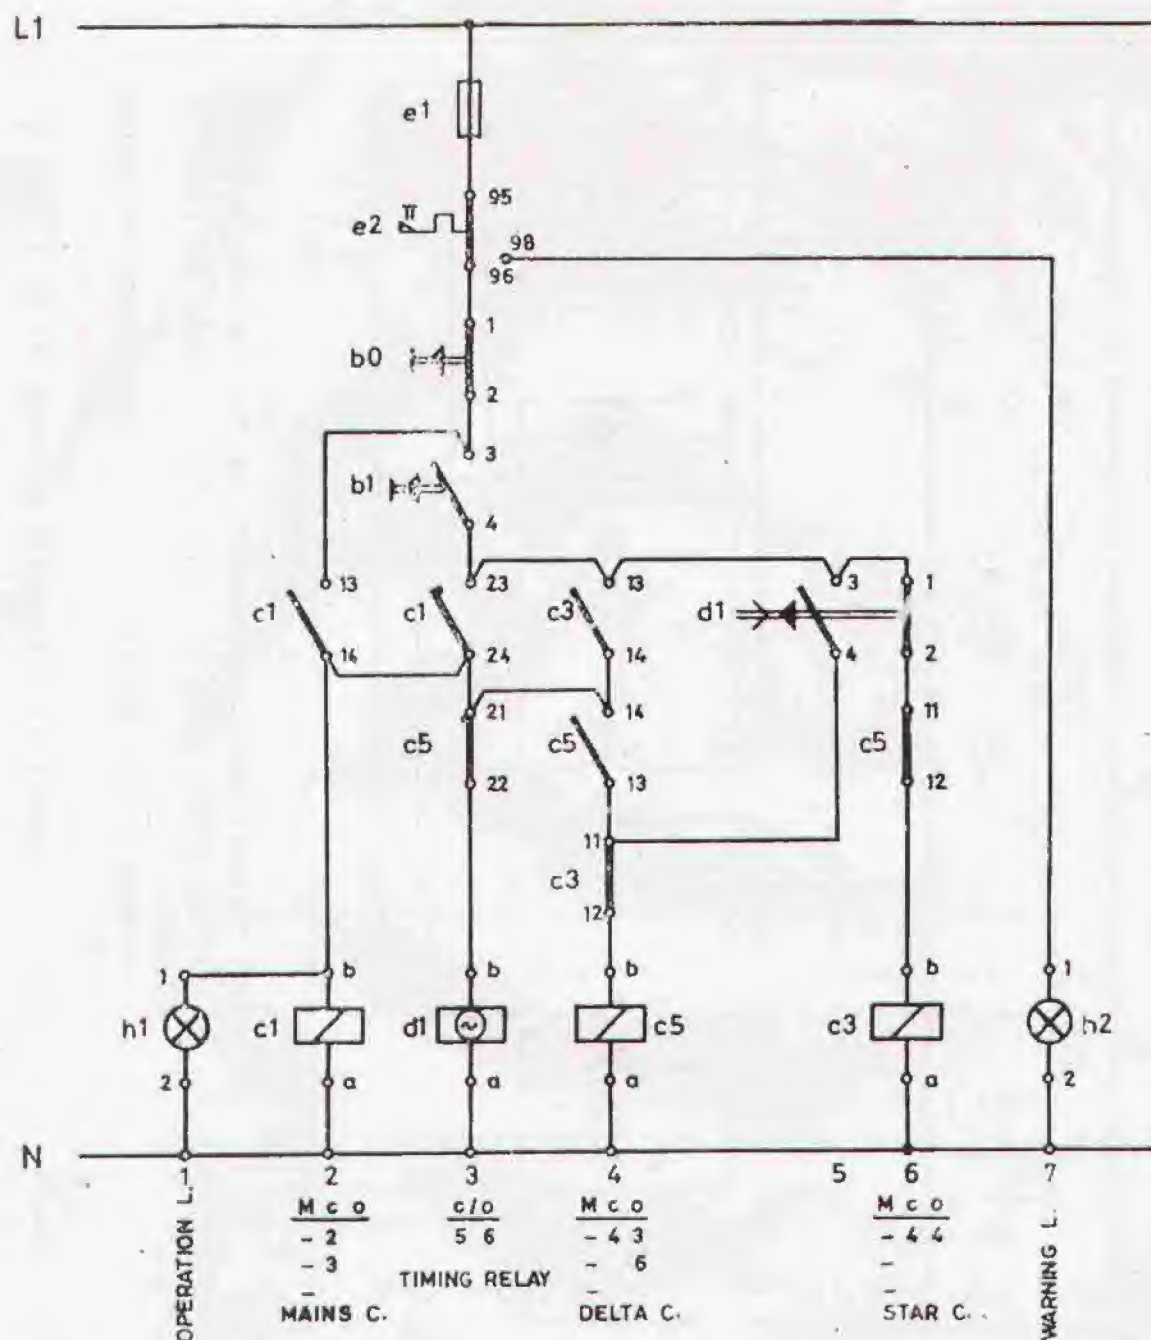 L1
e1
95
e2
π
98
96
1
b0
2
3
b1
4
13 23 13 3 1
c1 c1 c3 d1
14 24 14 4 2
21 14 11
c5 c5 c5
22 13 12
11
c3
12
1 b b b b 1
h1 c1 d1 ~ c5 c3 h2
2 a a a a 2
N
1 2 3 4 5 6 7
OPERATION L.
M c o
- 2
- 3
-
MAINS C.
c/o
5 6
TIMING RELAY
M c o
- 4 3
- 6
-
DELTA C.
M c o
- 4 4
-
-
STAR C.
WARNING L.